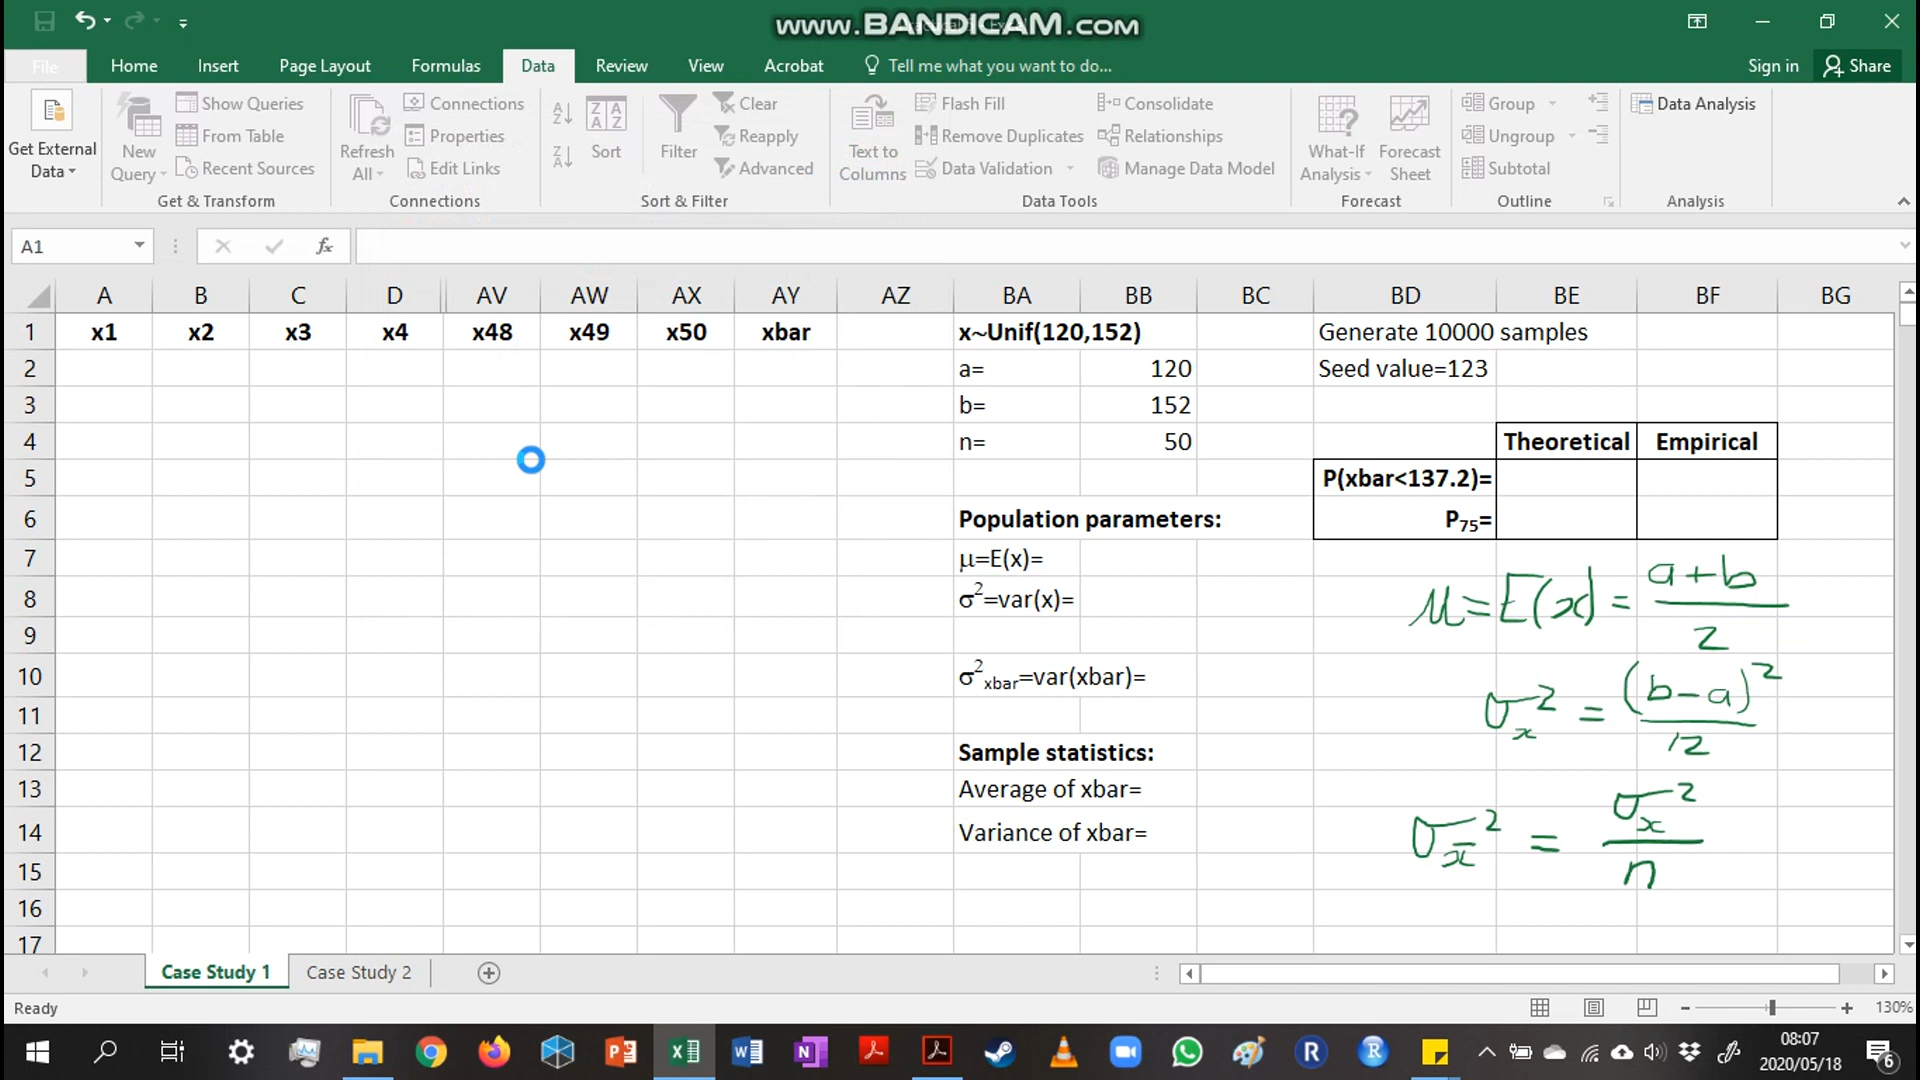 www.BANDICAM.com
File Home Insert Page Layout Formulas Data Review View Acrobat Tell me what you want to do... Sign in Share
Get External Data
New Query
Show Queries
From Table
Recent Sources
Get & Transform
Refresh All
Connections
Properties
Edit Links
Connections
Sort
Filter
Clear
Reapply
Advanced
Sort & Filter
Text to Columns
Flash Fill
Remove Duplicates
Data Validation
Consolidate
Relationships
Manage Data Model
Data Tools
What-If Analysis
Forecast Sheet
Forecast
Group
Ungroup
Subtotal
Outline
Data Analysis
Analysis
A1 fx
A B C D AV AW AX AY AZ BA BB BC BD BE BF BG
1 x1 x2 x3 x4 x48 x49 x50 xbar x~Unif(120,152) Generate 10000 samples
2 a= 120 Seed value=123
3 b= 152
4 n= 50 Theoretical Empirical
5 P(xbar<137.2)=
6 Population parameters: P75=
7 μ=E(x)=
8 σ2=var(x)=
9
10 σ2xbar=var(xbar)=
11
12 Sample statistics:
13 Average of xbar=
14 Variance of xbar=
15
16
17
μ=E(x)=a+b/2
σx²=(b-a)²/12
σx̄²=σx²/n
Case Study 1 Case Study 2
Ready 130%
08:07
2020/05/18
6